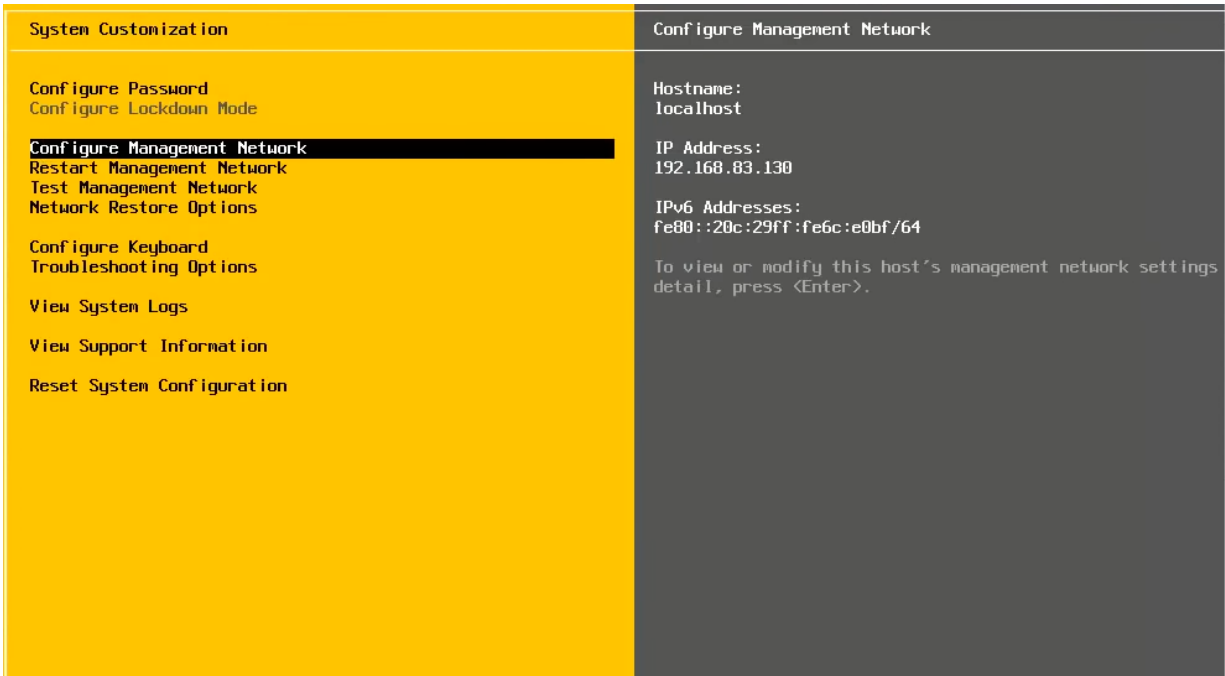 System Customization
Configure Password
Configure Lockdown Mode
Configure Management Network
Restart Management Network
Test Management Network
Network Restore Options
Configure Keyboard
Troubleshooting Options
View System Logs
View Support Information
Reset System Configuration
Configure Management Network
Hostname:
localhost
IP Address:
192.168.83.130
IPv6 Addresses:
fe80::20c:29ff:fe6c:e0bf/64
To view or modify this host's management network settings
detail, press <Enter>.